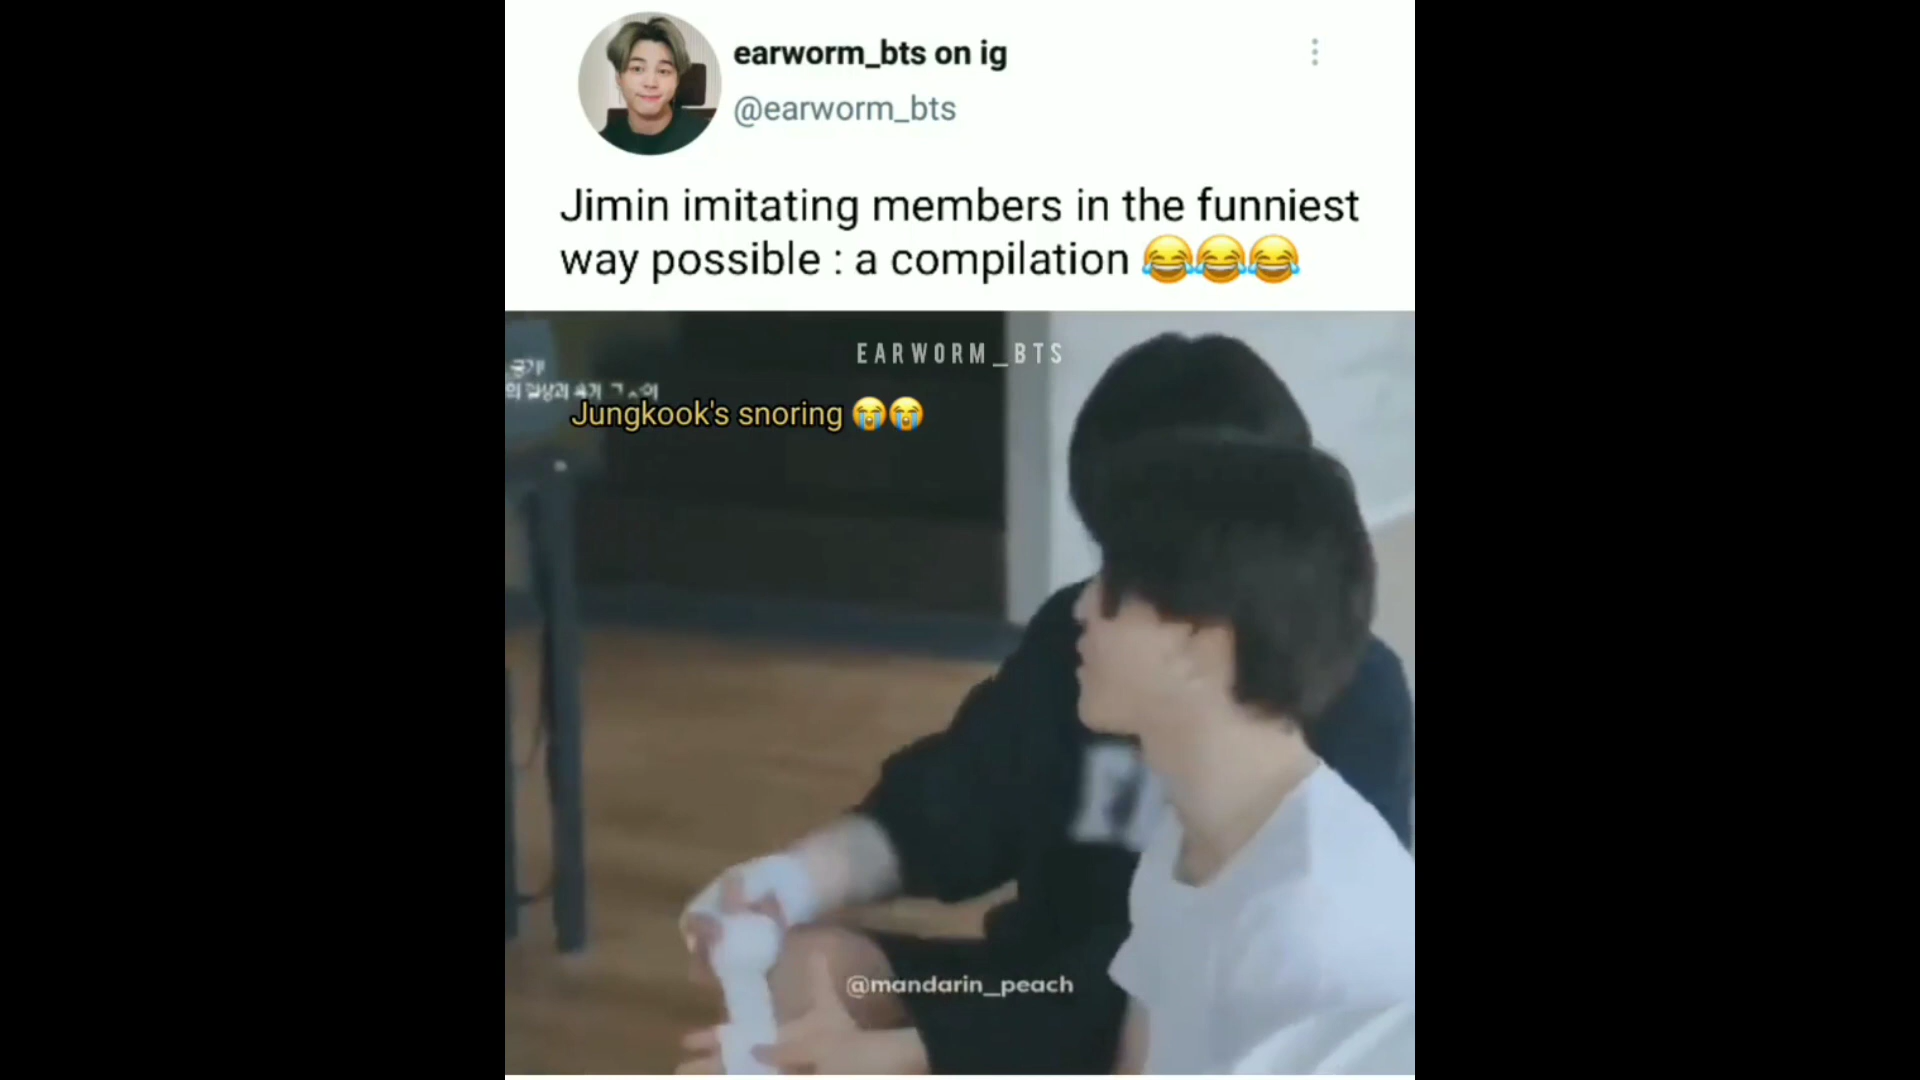 earworm_bts on ig
@earworm_bts
Jimin imitating members in the funniest
way possible : a compilation 😂😂😂
EARWORM_BTS
Jungkook's snoring 😭😭
@mandarin_peach